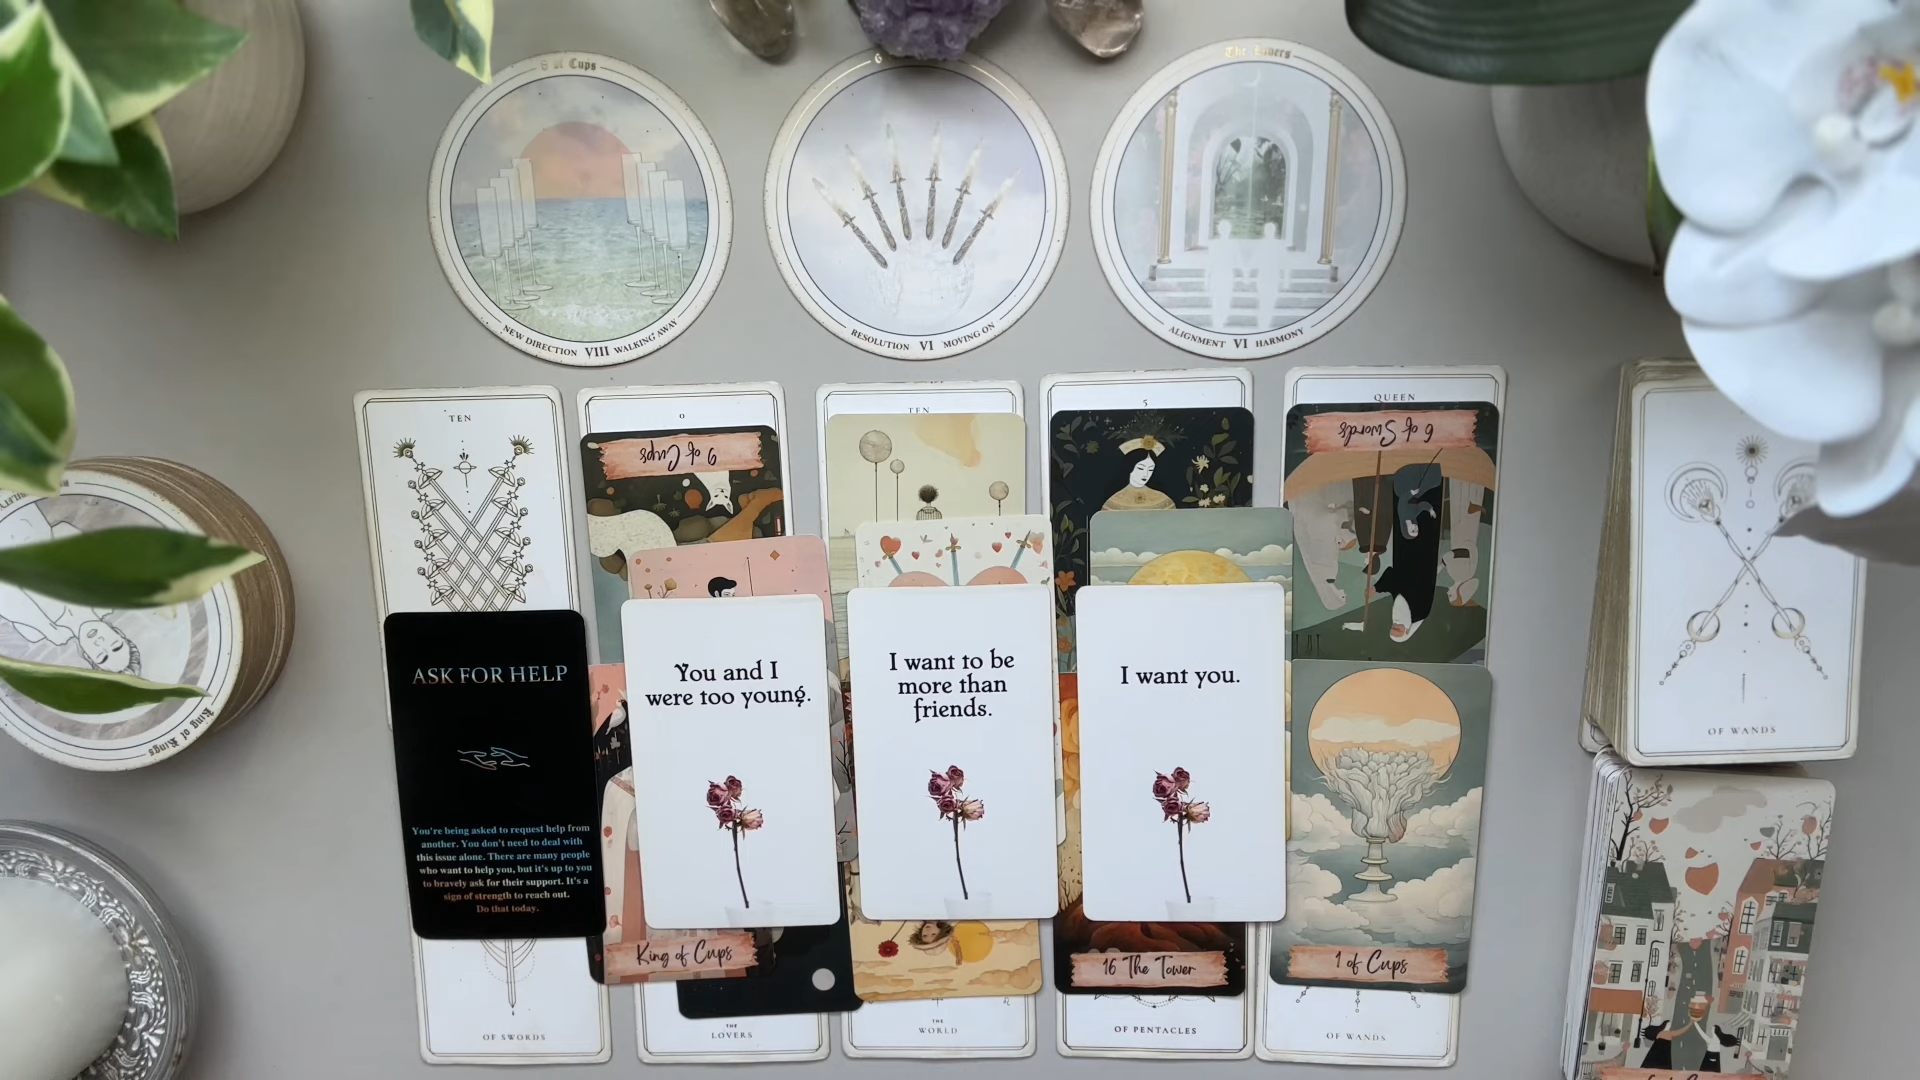 8 of Cups
NEW DIRECTION VIII WALKING AWAY
6
RESOLUTION VI MOVING ON
The Lovers
ALIGNMENT VI HARMONY
TEN
0
TEN
5
QUEEN
9 of Cups
6 of Swords
ASK FOR HELP
You're being asked to request help from
another. You don't need to deal with
this issue alone. There are many people
who want to help you, but it's up to you
to bravely ask for their support. It's a
sign of strength to reach out.
Do that today.
You and I
were too young.
I want to be
more than
friends.
I want you.
King of Cups
16 The Tower
1 of Cups
OF SWORDS
THE
LOVERS
THE
WORLD
OF PENTACLES
OF WANDS
OF WANDS
King of Kings